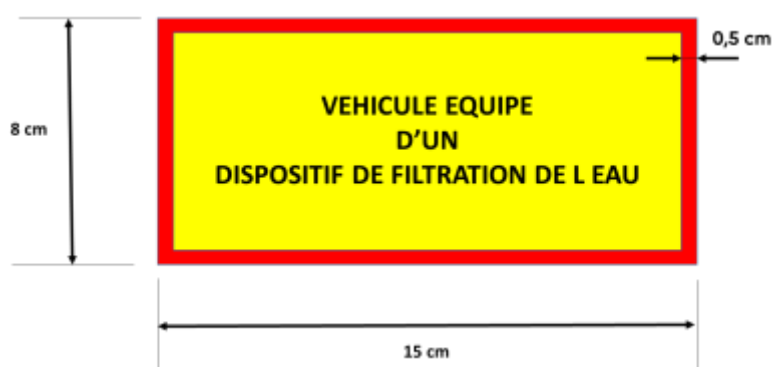 0,5 cm
8 cm
VEHICULE EQUIPE
D'UN
DISPOSITIF DE FILTRATION DE L EAU
15 cm